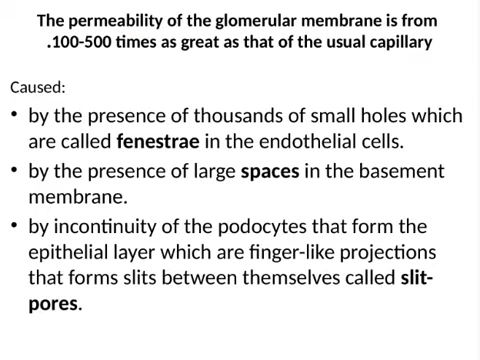 The permeability of the glomerular membrane is from
.100-500 times as great as that of the usual capillary
Caused:
• by the presence of thousands of small holes which
are called fenestrae in the endothelial cells.
• by the presence of large spaces in the basement
membrane.
• by incontinuity of the podocytes that form the
epithelial layer which are finger-like projections
that forms slits between themselves called slit-
pores.